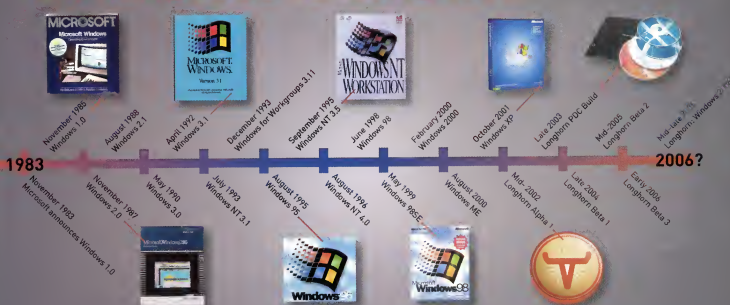 MICROSOFT
Microsoft Windows
MICROSOFT.
WINDOWS.
Version 3.1
WINDOWS NT
WORKSTATION
November 1985
Windows 1.0
August 1988
Windows 2.1
April 1992
Windows 3.1
December 1993
Windows for Workgroups 3.11
September 1995
Windows NT 3.5
June 1998
Windows 98
February 2000
Windows 2000
October 2001
Windows XP
Late 2003
Longhorn PDC Build
Mid-2005
Longhorn Beta 2
Longhorn:
1983
2006?
November 1983
Microsoft announces Windows 1.0
November 1987
Windows 2.0
May 1990
Windows 3.0
July 1993
Windows NT 3.1
August 1995
Windows 95
August 1996
Windows NT 4.0
May 1999
Windows 98SE
August 2000
Windows ME
Mid- 2002
Longhorn Alpha 1
Late 2004
Longhorn Beta 1
Early 2006
Longhorn Beta 3
Windows 95
Microsoft
Windows98